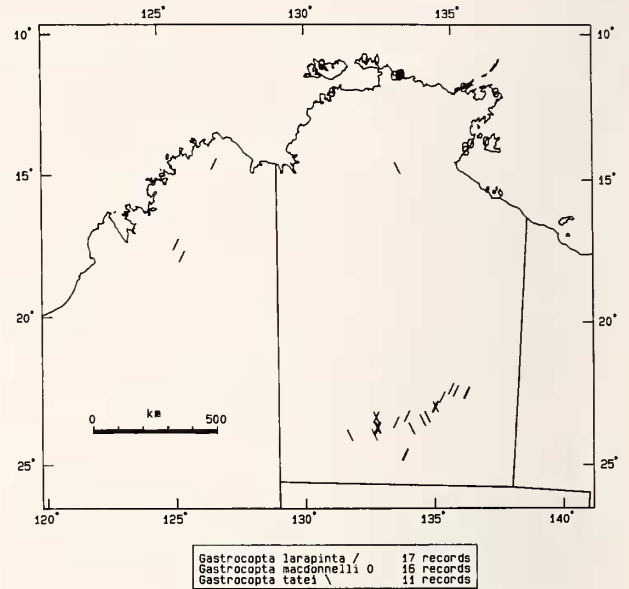 125° 130° 135°
10° 10°
15° 15°
20° 20°
km
0 500
25° 25°
120° 125° 130° 135° 140°
Gastrocopta larapinta / 17 records
Gastrocopta macdonnelli O 16 records
Gastrocopta tatei \ 11 records